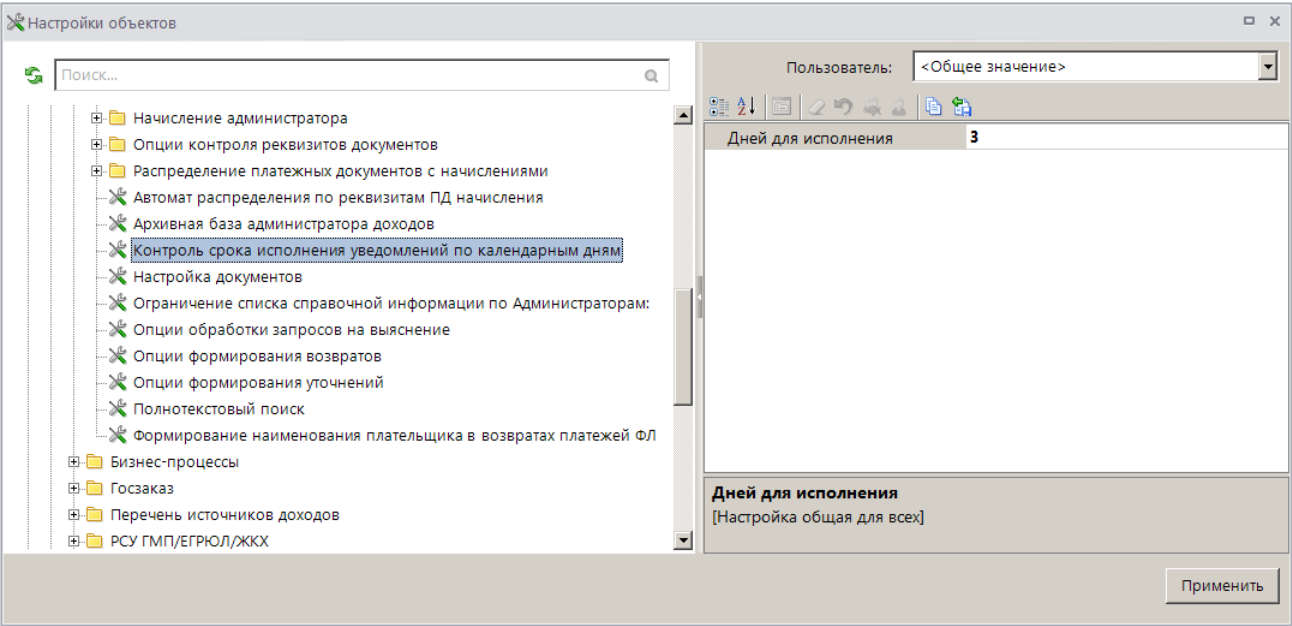 Настройки объектов
Поиск...
Начисление администратора
Опции контроля реквизитов документов
Распределение платежных документов с начислениями
Автомат распределения по реквизитам ПД начисления
Архивная база администратора доходов
Контроль срока исполнения уведомлений по календарным дням
Настройка документов
Ограничение списка справочной информации по Администраторам:
Опции обработки запросов на выяснение
Опции формирования возвратов
Опции формирования уточнений
Полнотекстовый поиск
Формирование наименования плательщика в возвратах платежей ФЛ
Бизнес-процессы
Госзаказ
Перечень источников доходов
РСУ ГМП/ЕГРЮЛ/ЖКХ
Пользователь: <Общее значение>
Дней для исполнения 3
Дней для исполнения
[Настройка общая для всех]
Применить